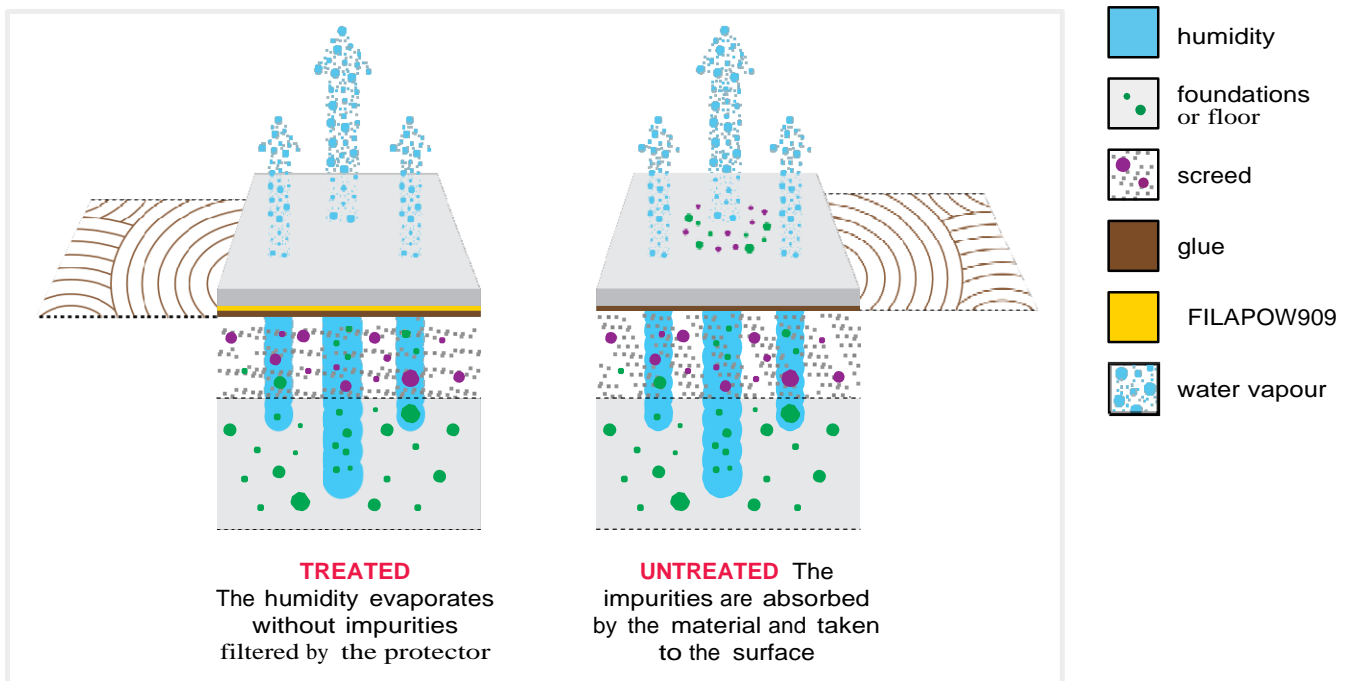 humidity
foundations
or floor
screed
glue
FILAPOW909
water vapour
TREATED
The humidity evaporates
without impurities
filtered by the protector
UNTREATED The
impurities are absorbed
by the material and taken
to the surface